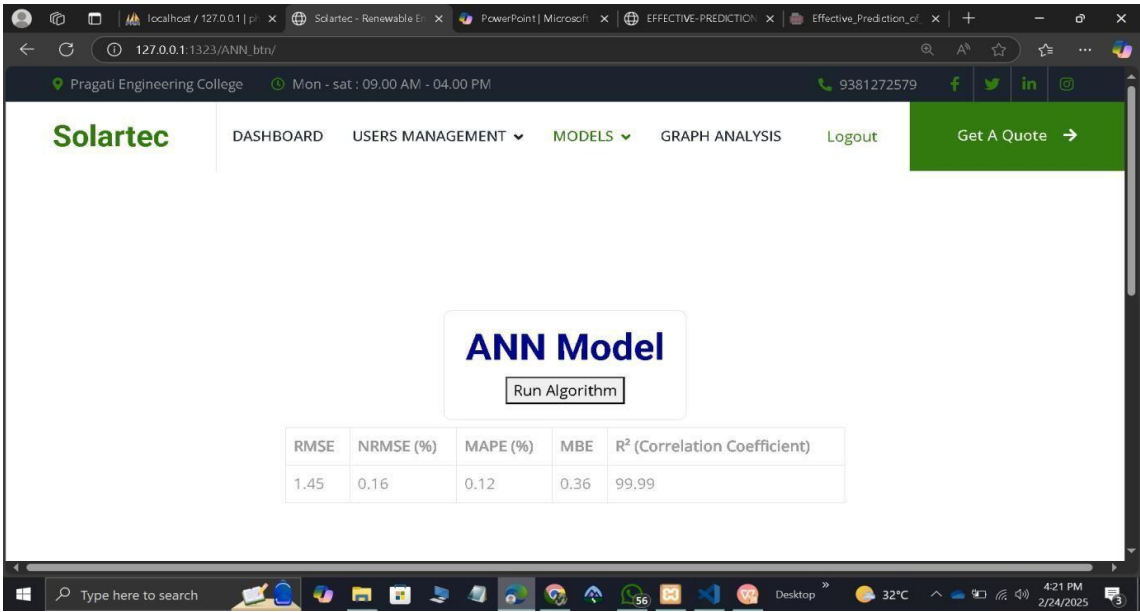 localhost / 127.0.0.1 | ph
Solartec - Renewable En
PowerPoint | Microsoft
EFFECTIVE-PREDICTION
Effective_Prediction_of_
127.0.0.1:1323/ANN_btn/
Pragati Engineering College
Mon - sat : 09.00 AM - 04.00 PM
9381272579
Solartec
DASHBOARD
USERS MANAGEMENT
MODELS
GRAPH ANALYSIS
Logout
Get A Quote
ANN Model
Run Algorithm
RMSE NRMSE (%) MAPE (%) MBE R² (Correlation Coefficient)
1.45 0.16 0.12 0.36 99.99
Type here to search
56
Desktop
32°C
4:21 PM
2/24/2025
3